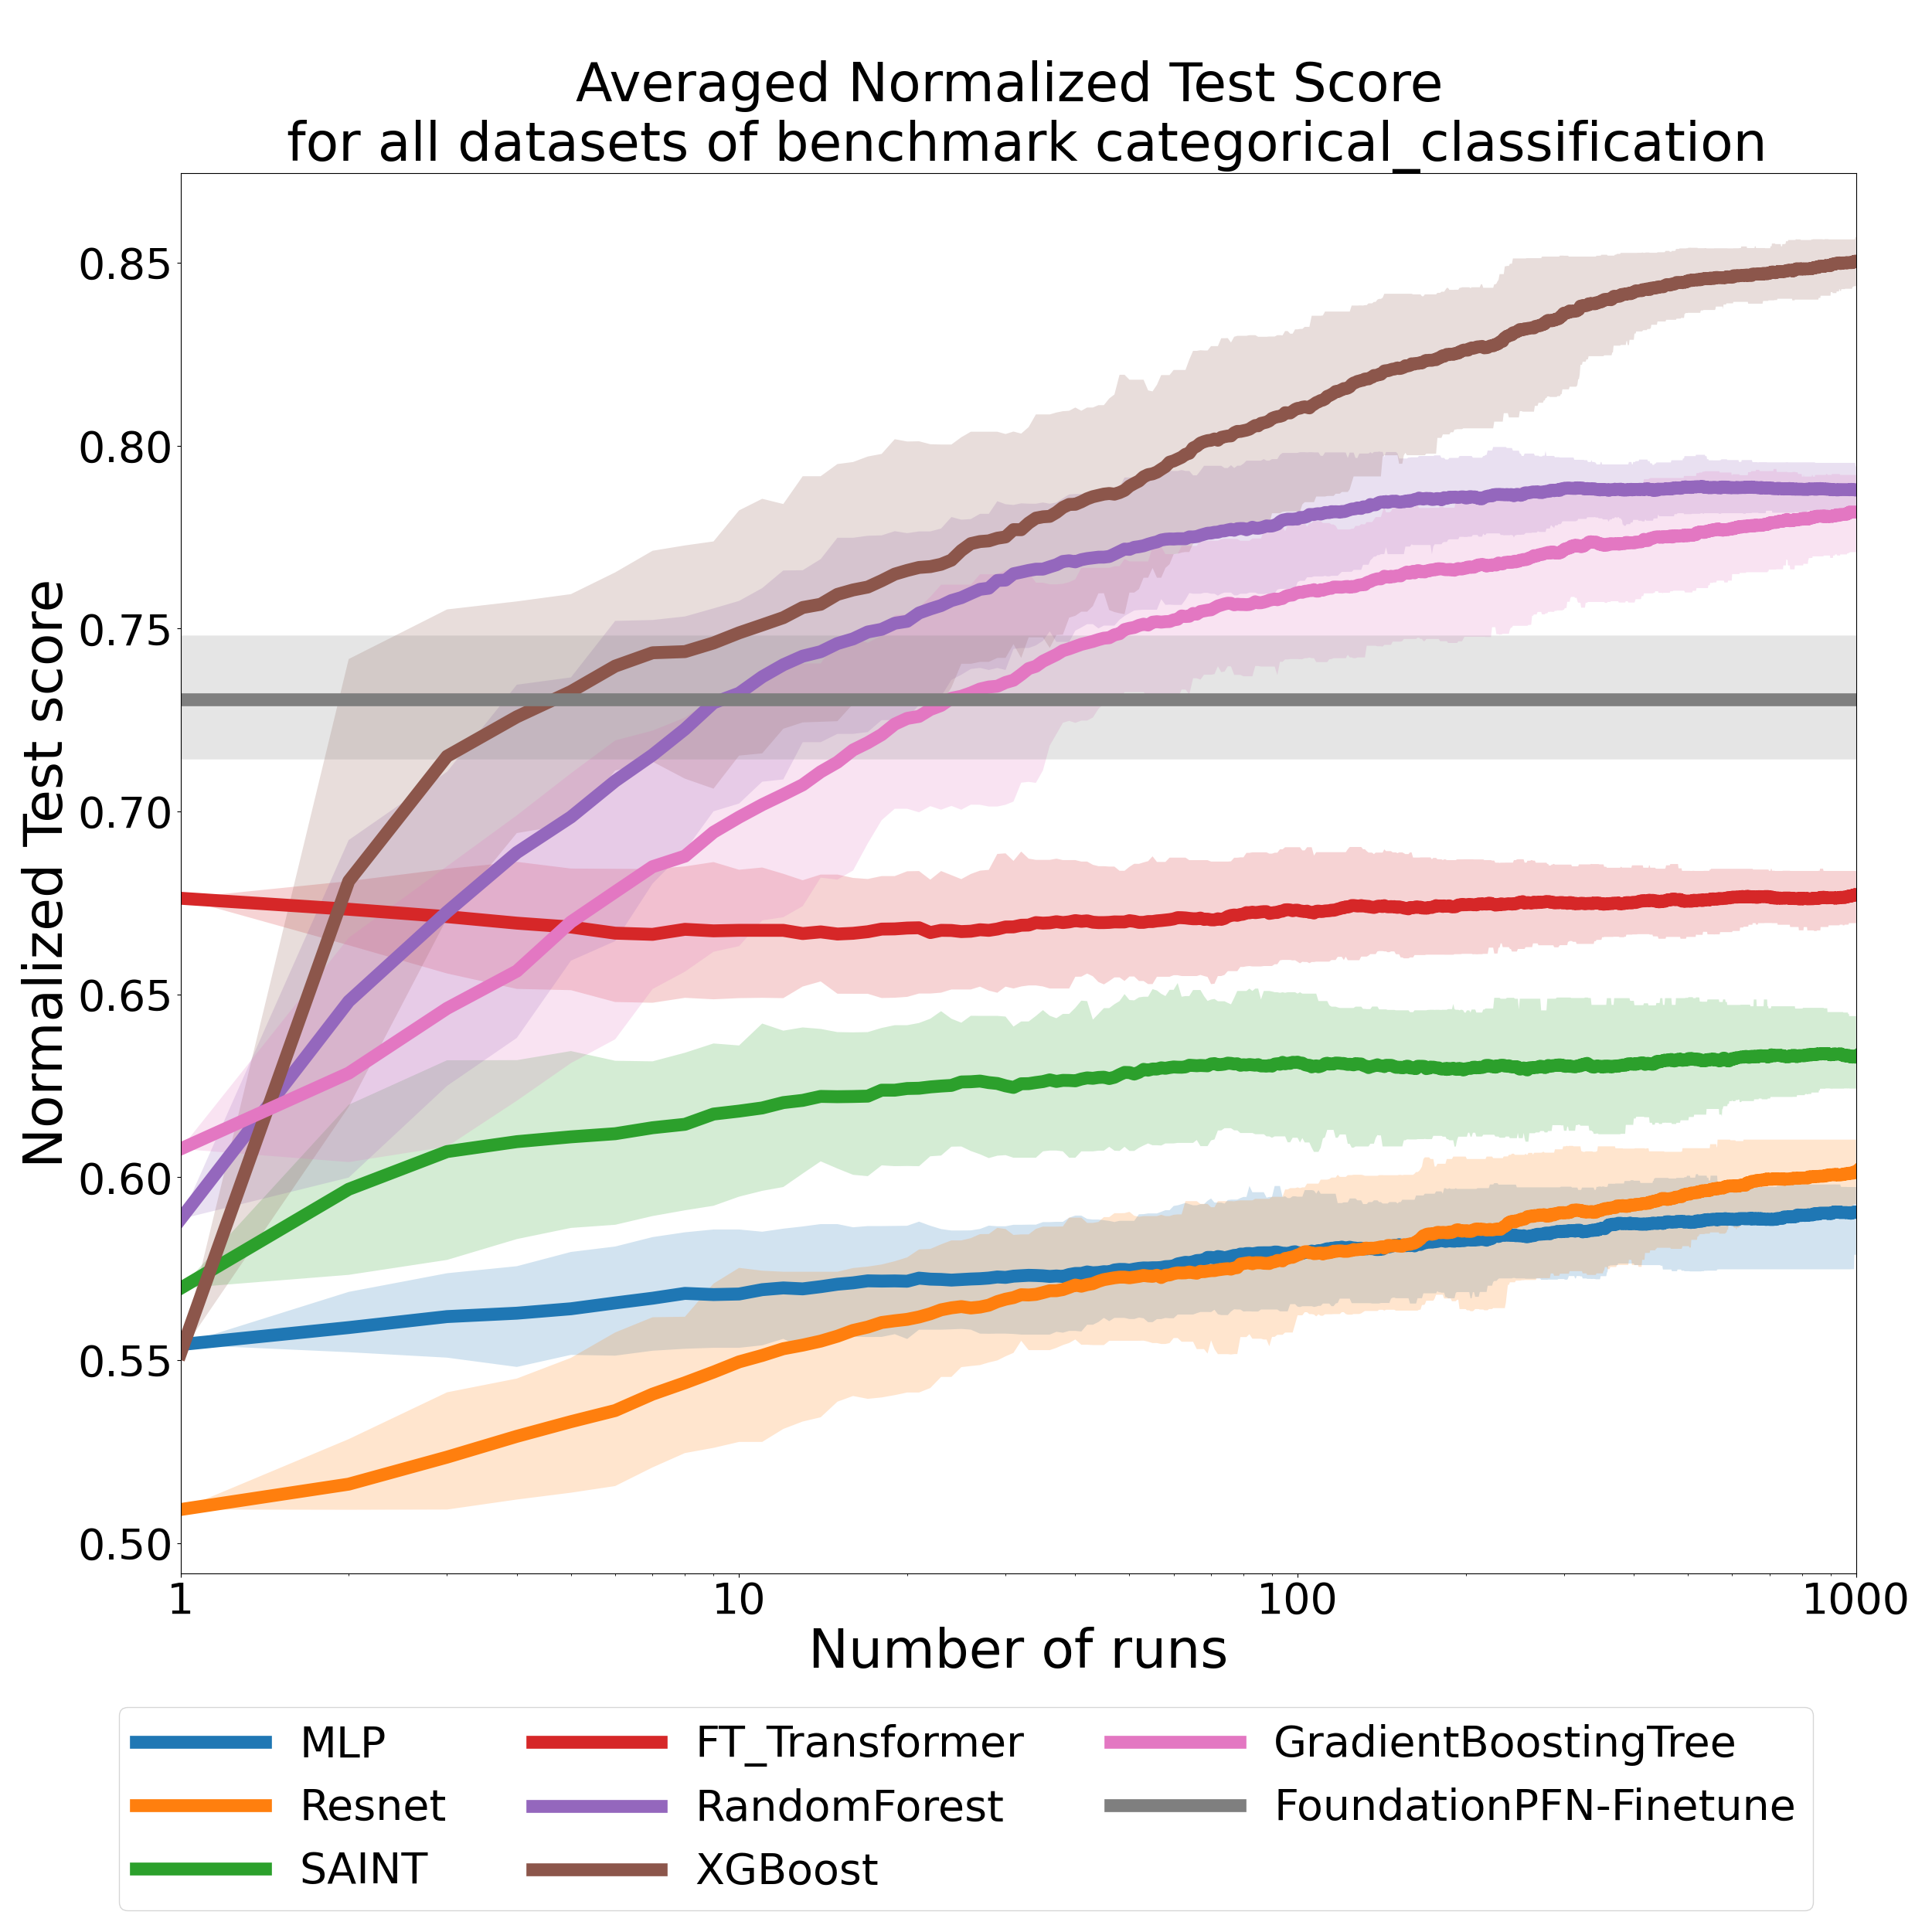 Averaged Normalized Test Score
for all datasets of benchmark categorical_classification
Normalized Test score
0.85
0.80
0.75
0.70
0.65
0.60
0.55
0.50
1
10
100
1000
Number of runs
MLP
Resnet
SAINT
FT_Transformer
RandomForest
XGBoost
GradientBoostingTree
FoundationPFN-Finetune